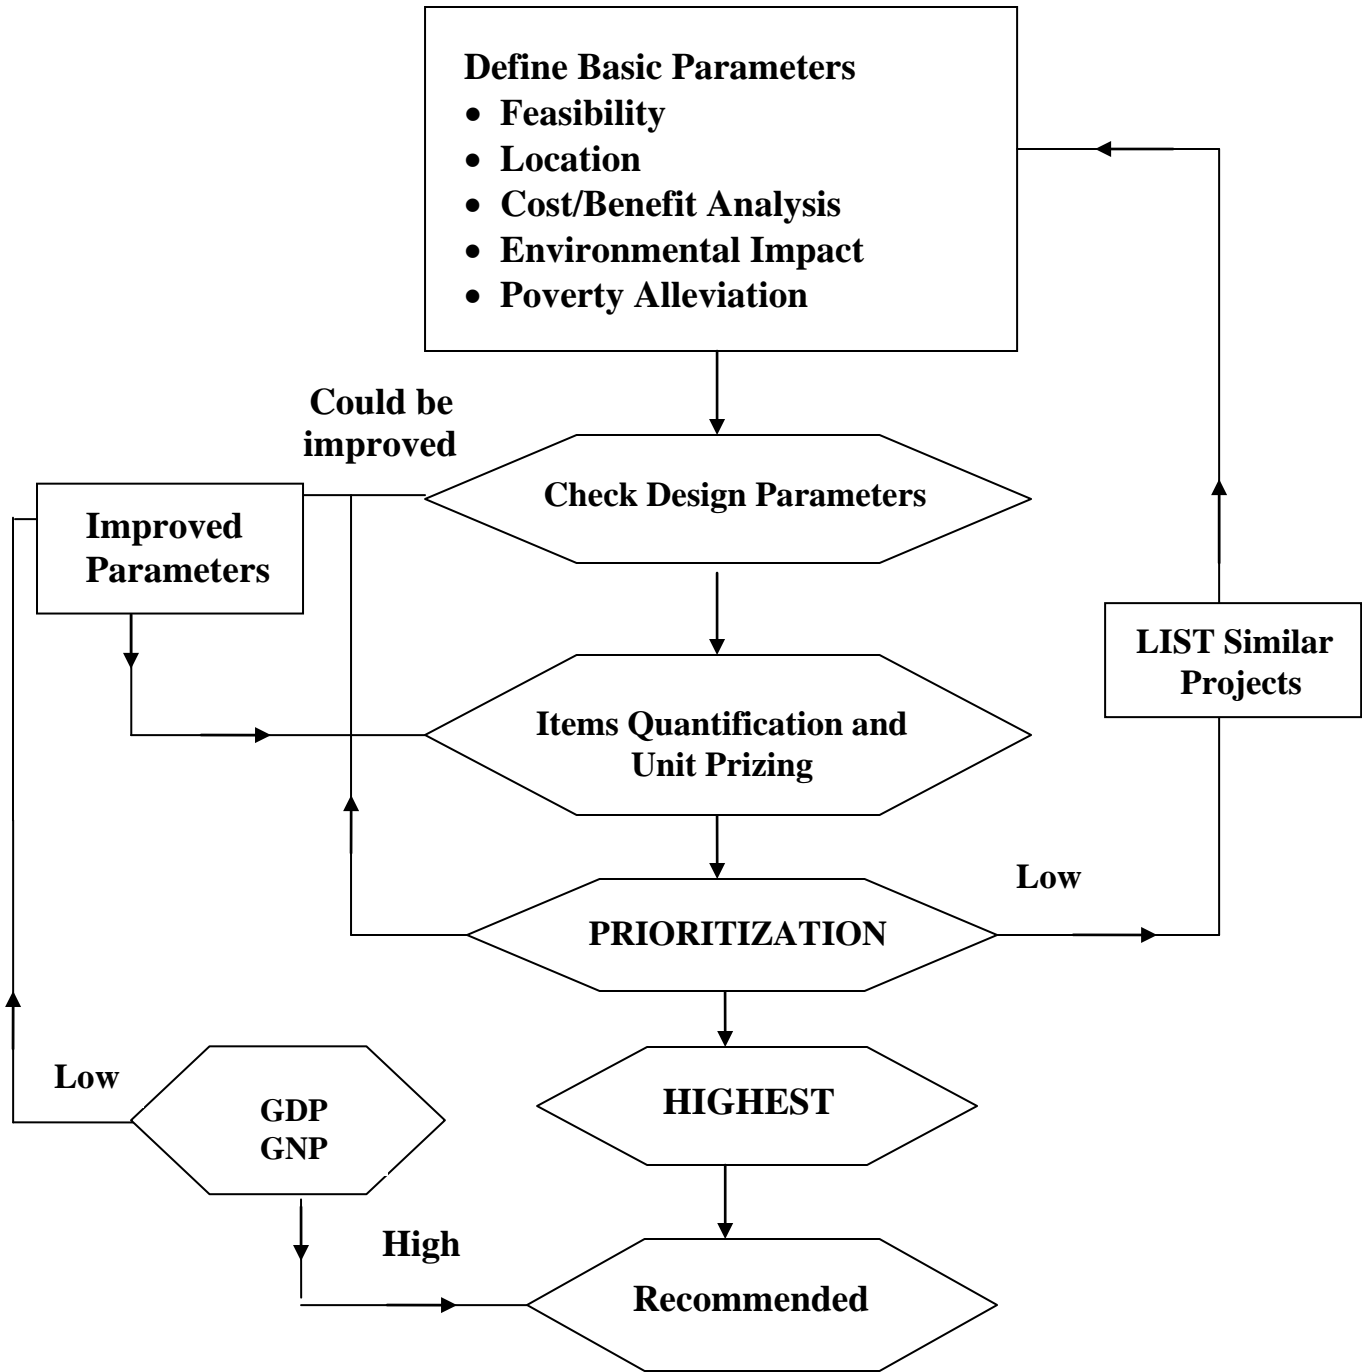 Define Basic Parameters
• Feasibility
• Location
• Cost/Benefit Analysis
• Environmental Impact
• Poverty Alleviation
Could be
improved
Check Design Parameters
Improved
Parameters
LIST Similar
Projects
Items Quantification and
Unit Prizing
Low
PRIORITIZATION
Low
GDP
GNP
HIGHEST
High
Recommended